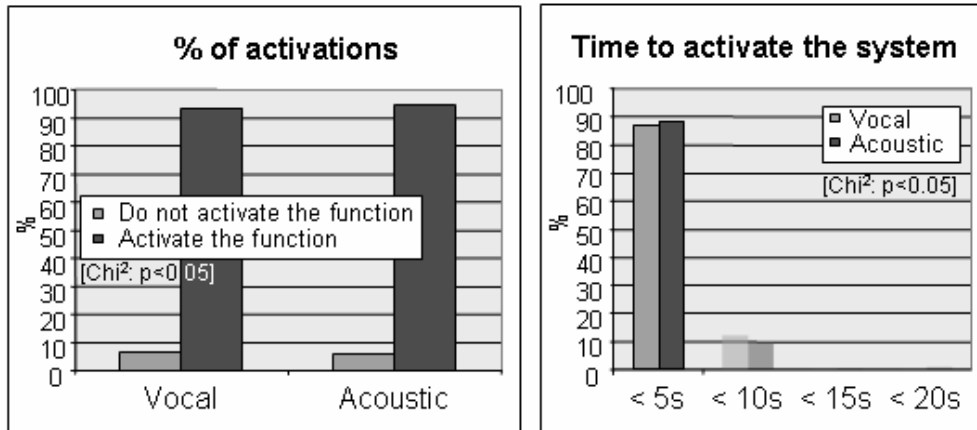 % of activations
100
90
80
70
60
50
40
30
20
10
0
%
Do not activate the function
Activate the function
[Chi²: p<0.05]
Vocal Acoustic
Time to activate the system
100
90
80
70
60
50
40
30
20
10
0
%
Vocal
Acoustic
[Chi²: p<0.05]
< 5s < 10s < 15s < 20s